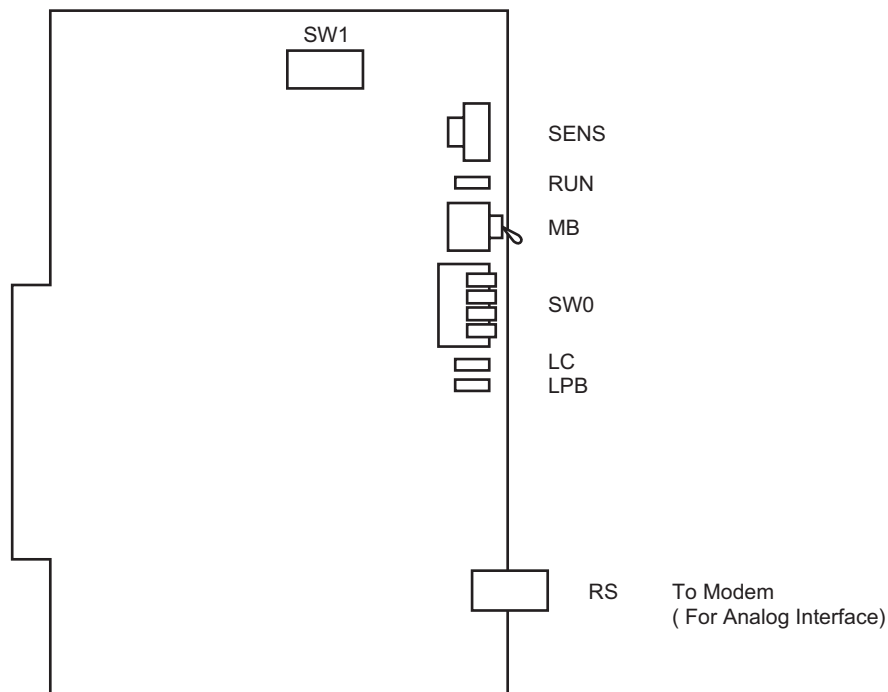 SW1
SENS
RUN
MB
SW0
LC
LPB
RS To Modem
( For Analog Interface)